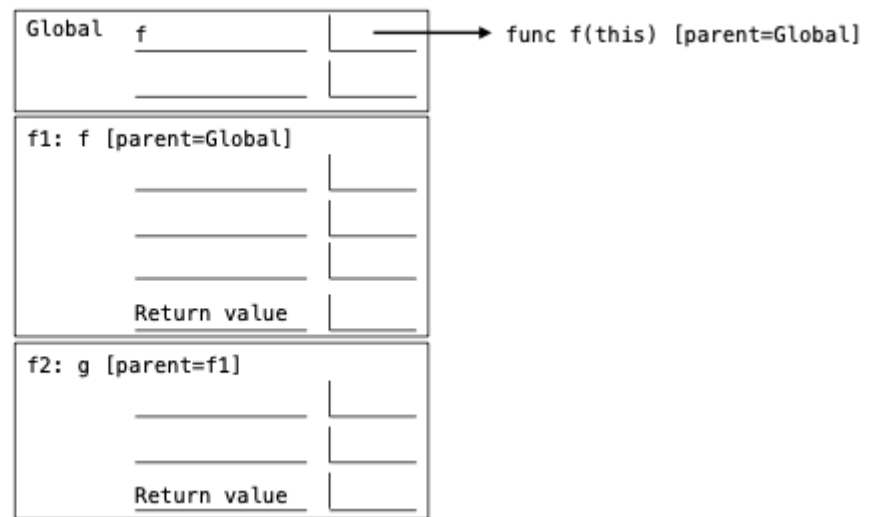 Global f func f(this) [parent=Global]
f1: f [parent=Global]
Return value
f2: g [parent=f1]
Return value